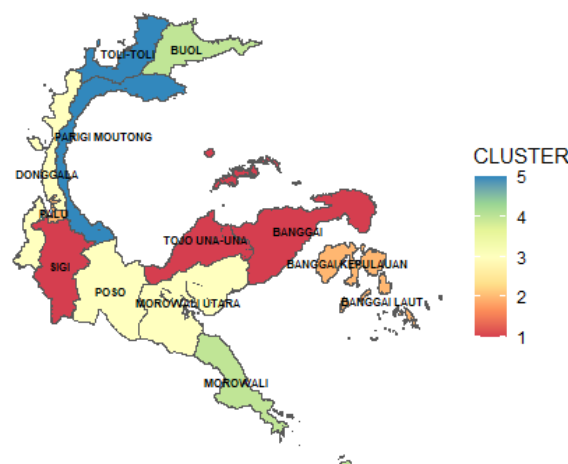 TOLI-TOLI
BUOL
PARIGI MOUTONG
DONGGALA
PALU
SIGI
POSO
TOJO UNA-UNA
BANGGAI
BANGGAI KEPULAUAN
BANGGAI LAUT
MOROWALI UTARA
MOROWALI
CLUSTER
5
4
3
2
1